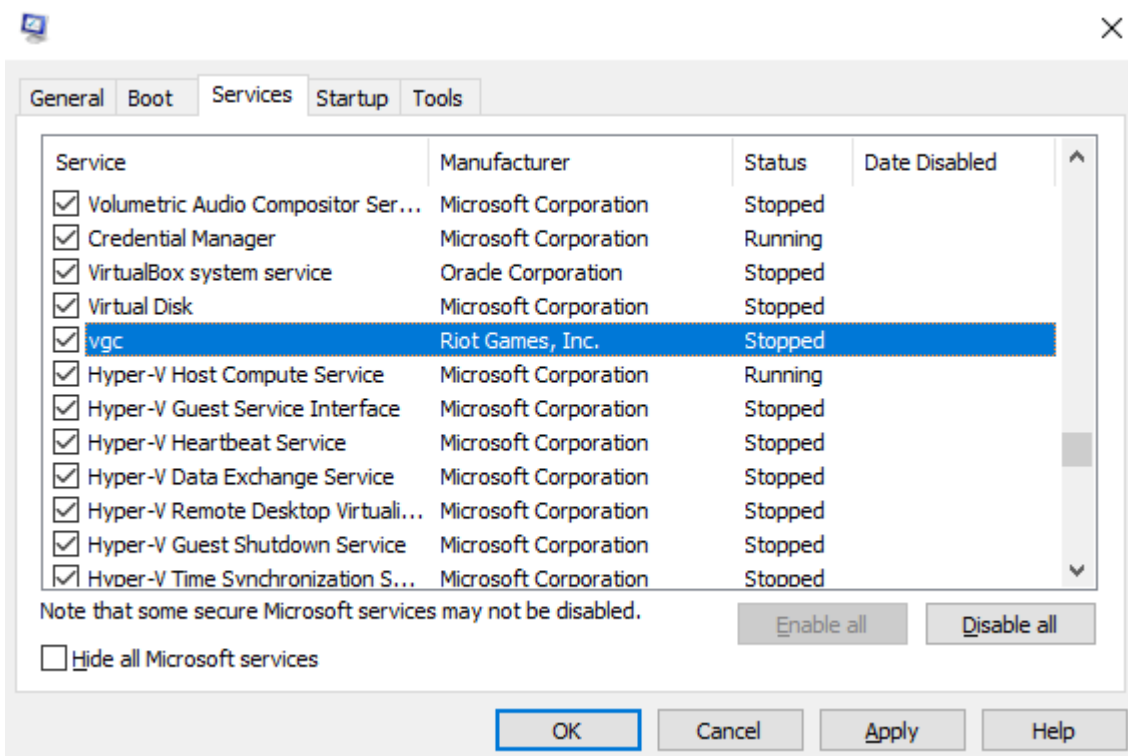 General Boot Services Startup Tools
Service Manufacturer Status Date Disabled
Volumetric Audio Compositor Ser... Microsoft Corporation Stopped
Credential Manager Microsoft Corporation Running
VirtualBox system service Oracle Corporation Stopped
Virtual Disk Microsoft Corporation Stopped
vgc Riot Games, Inc. Stopped
Hyper-V Host Compute Service Microsoft Corporation Running
Hyper-V Guest Service Interface Microsoft Corporation Stopped
Hyper-V Heartbeat Service Microsoft Corporation Stopped
Hyper-V Data Exchange Service Microsoft Corporation Stopped
Hyper-V Remote Desktop Virtuali... Microsoft Corporation Stopped
Hyper-V Guest Shutdown Service Microsoft Corporation Stopped
Hyper-V Time Synchronization S... Microsoft Corporation Stopped
Note that some secure Microsoft services may not be disabled.
Enable all Disable all
Hide all Microsoft services
OK Cancel Apply Help